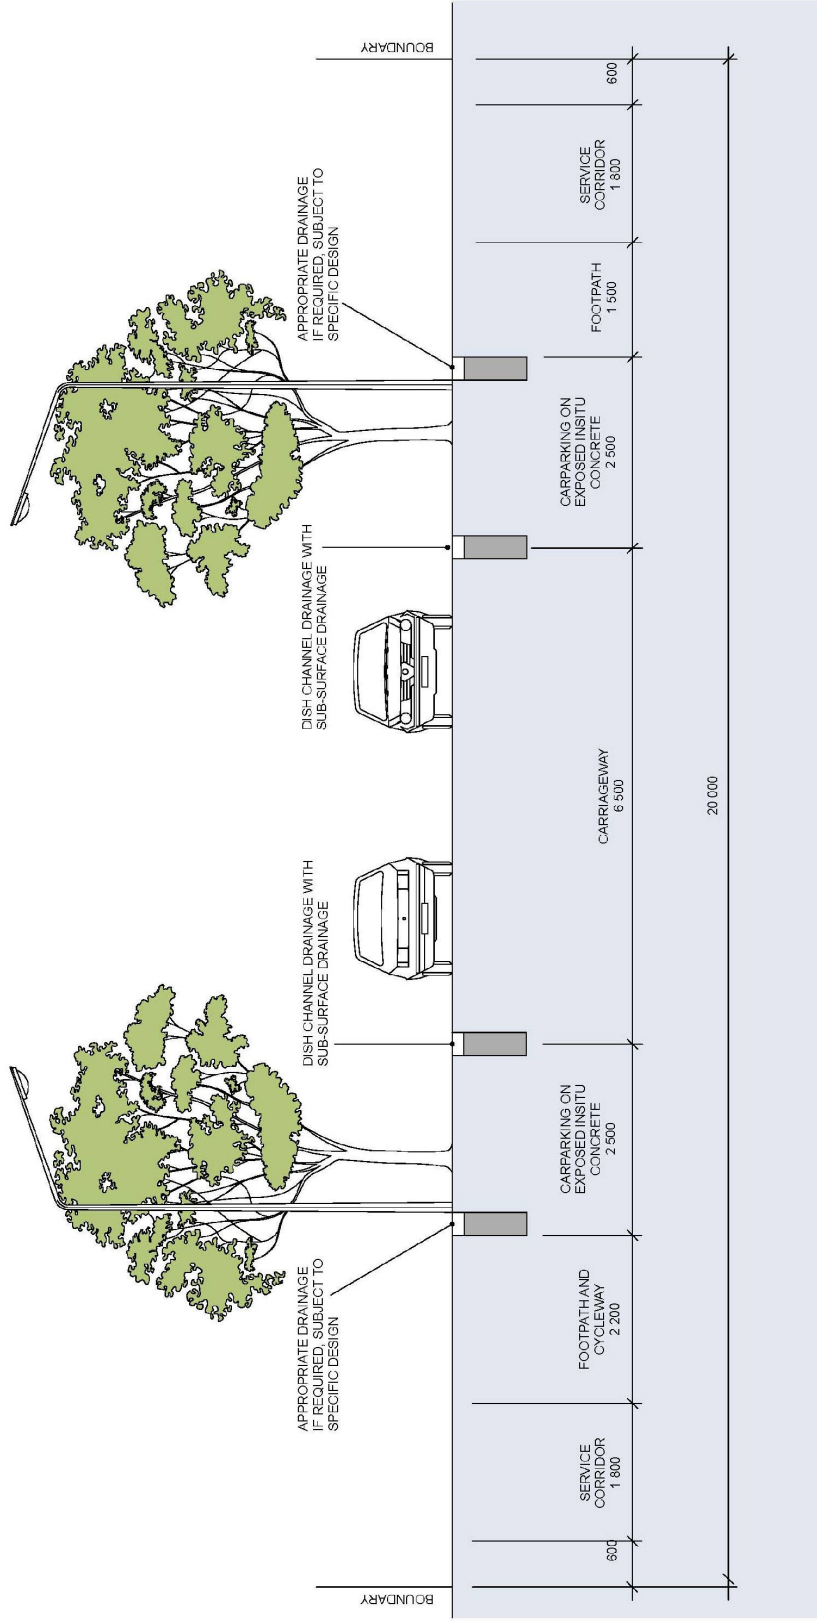 BOUNDARY
APPROPRIATE DRAINAGE
IF REQUIRED, SUBJECT TO
SPECIFIC DESIGN
DISH CHANNEL DRAINAGE WITH
SUB-SURFACE DRAINAGE
DISH CHANNEL DRAINAGE WITH
SUB-SURFACE DRAINAGE
APPROPRIATE DRAINAGE
IF REQUIRED, SUBJECT TO
SPECIFIC DESIGN
BOUNDARY
600
SERVICE
CORRIDOR
1 800
FOOTPATH AND
CYCLEWAY
2 200
CARPARKING ON
EXPOSED INSITU
CONCRETE
2 500
CARRIAGEWAY
6 500
CARPARKING ON
EXPOSED INSITU
CONCRETE
2 500
FOOTPATH
1 500
SERVICE
CORRIDOR
1 800
600
20 000